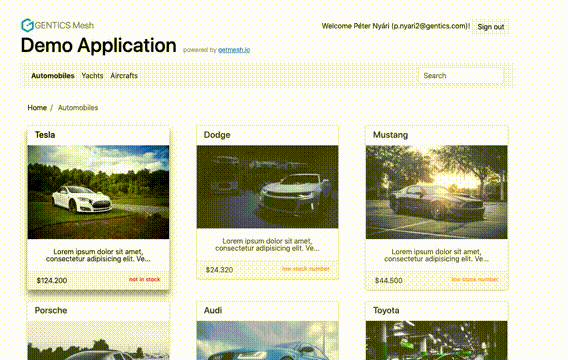 GENTICS Mesh
Welcome Péter Nyári (p.nyari2@gentics.com)! Sign out
Demo Application powered by getmesh.io
Automobiles Yachts Aircrafts Search
Home / Automobiles
Tesla Dodge Mustang
Lorem ipsum dolor sit amet,
consectetur adipisicing elit. Ve...
$124.200 not in stock
Lorem ipsum dolor sit amet,
consectetur adipisicing elit. Ve...
$24.320 low stock number
Lorem ipsum dolor sit amet,
consectetur adipisicing elit. Ve...
$44.500 low stock number
Porsche Audi Toyota